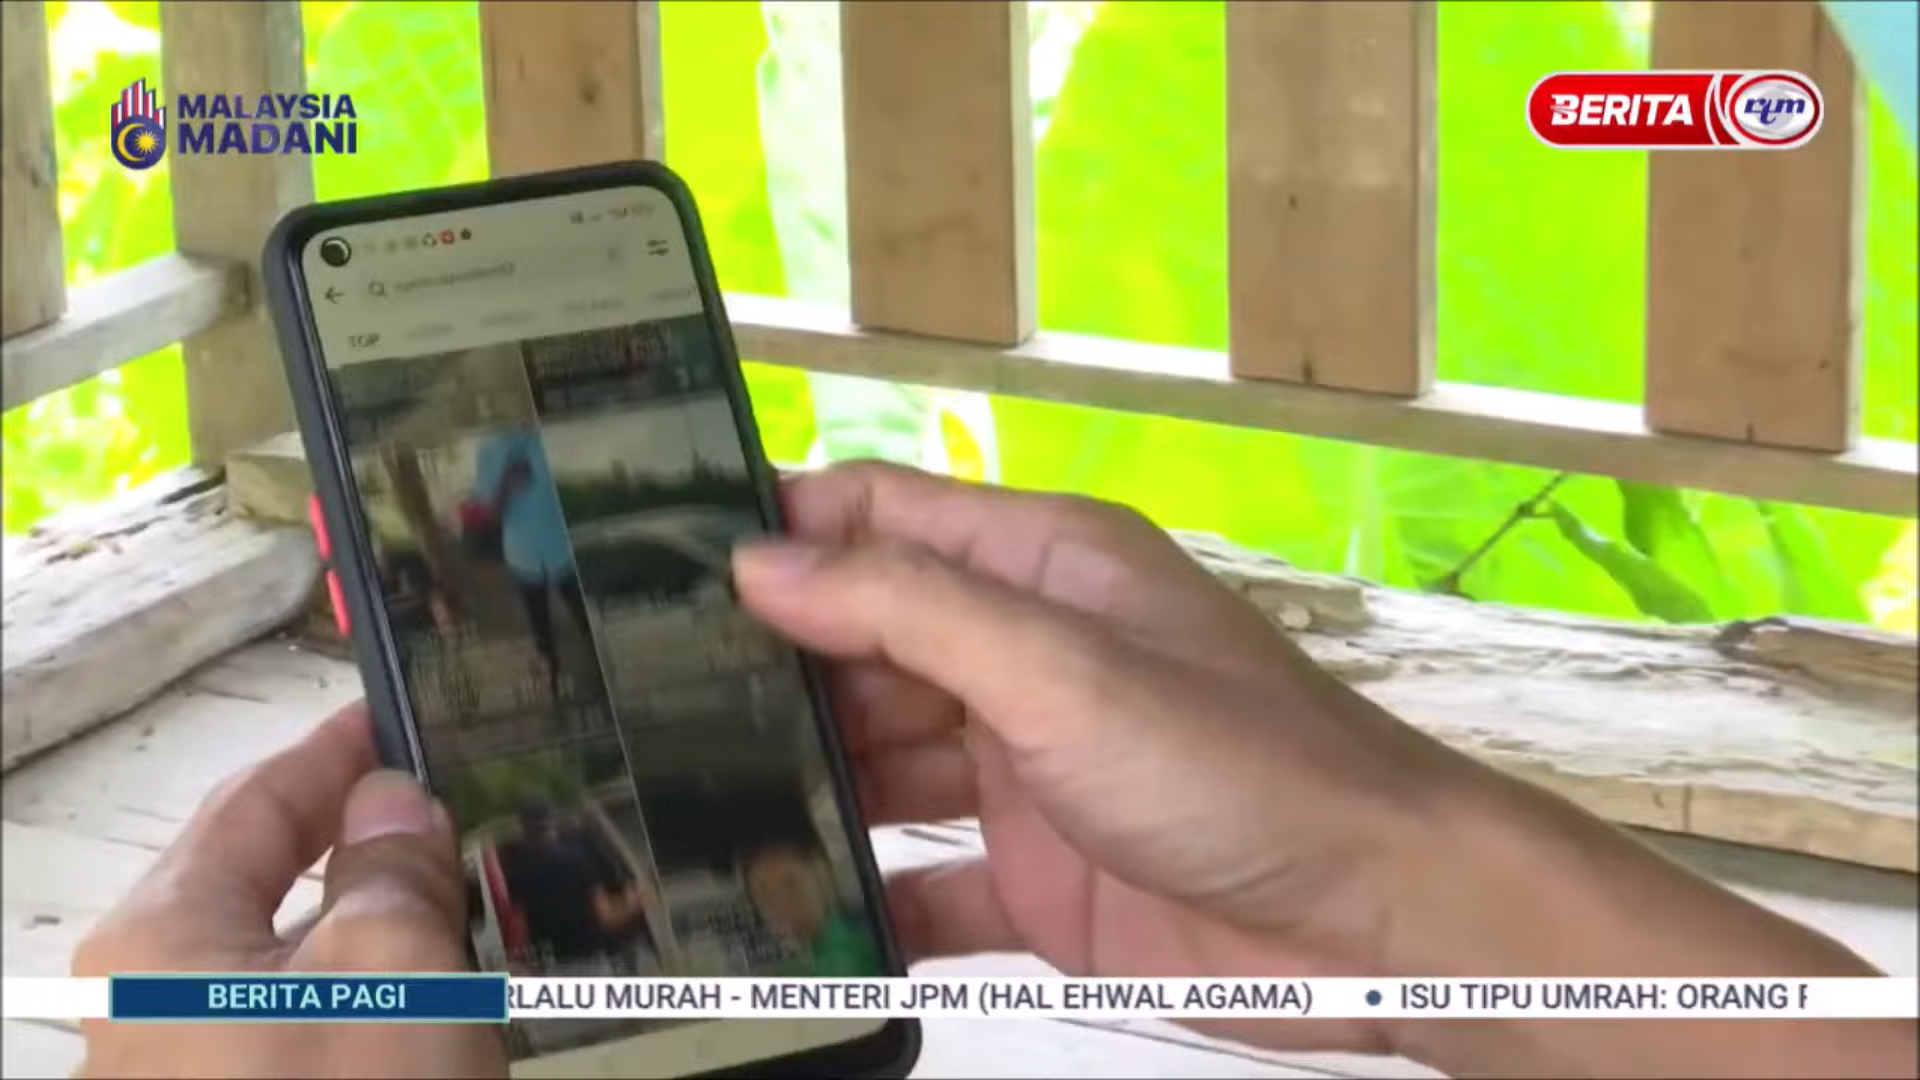 MALAYSIA
MADANI
BERITA rtm
TOP
BERITA PAGI
RLALU MURAH - MENTERI JPM (HAL EHWAL AGAMA) • ISU TIPU UMRAH: ORANG